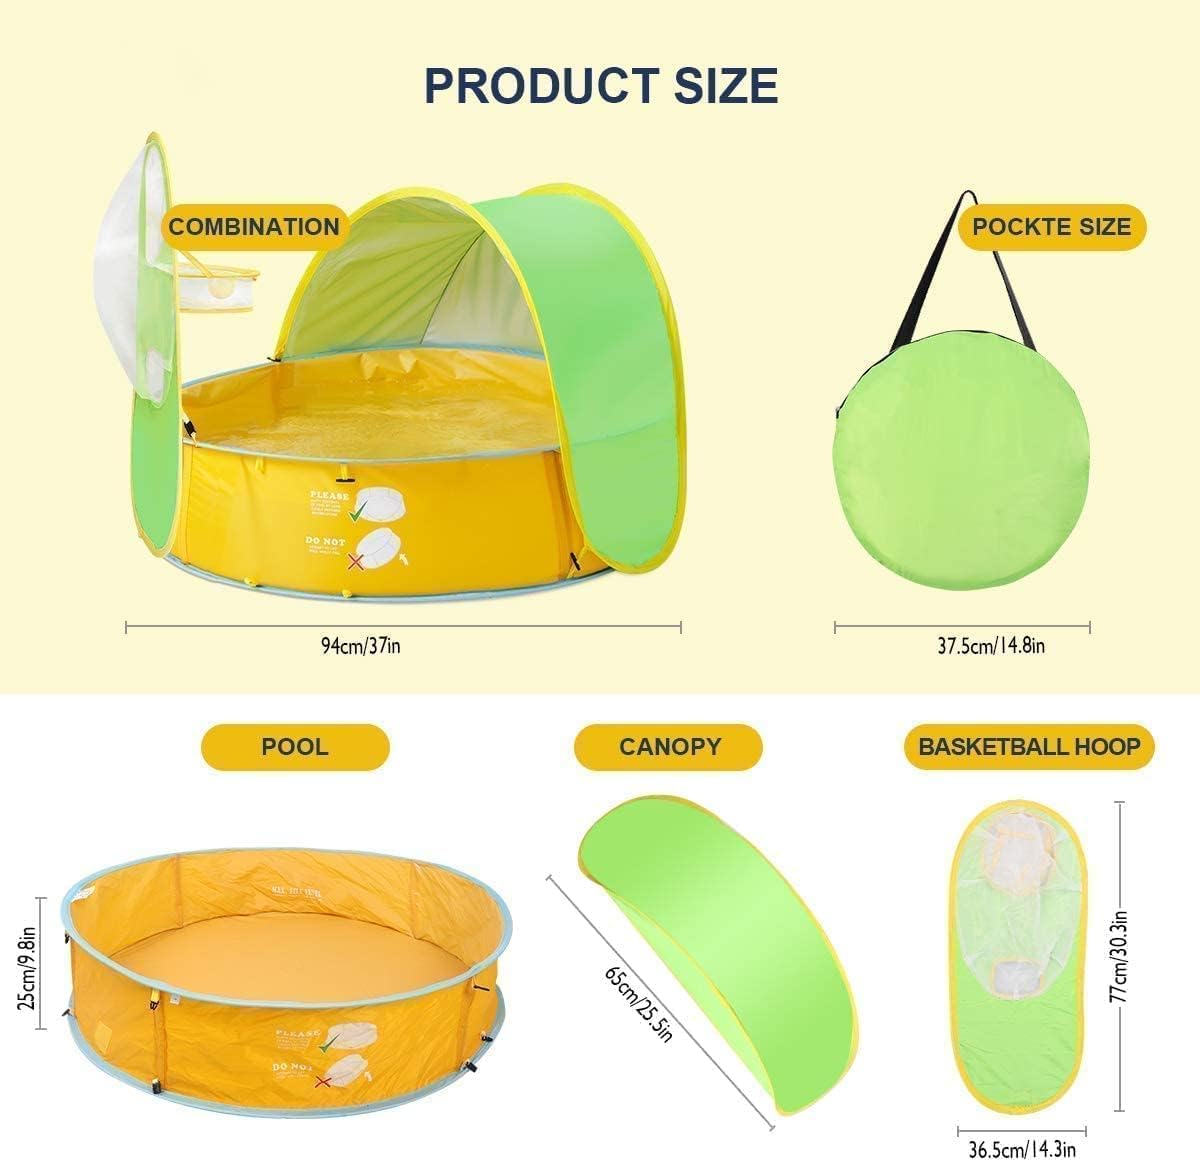 PRODUCT SIZE
COMBINATION
POCKTE SIZE
PLEASE
DO NOT
94cm/37in
37.5cm/14.8in
POOL
CANOPY
BASKETBALL HOOP
25cm/9.8in
PLEASE
DO NOT
65cm/25.5in
77cm/30.3in
36.5cm/14.3in